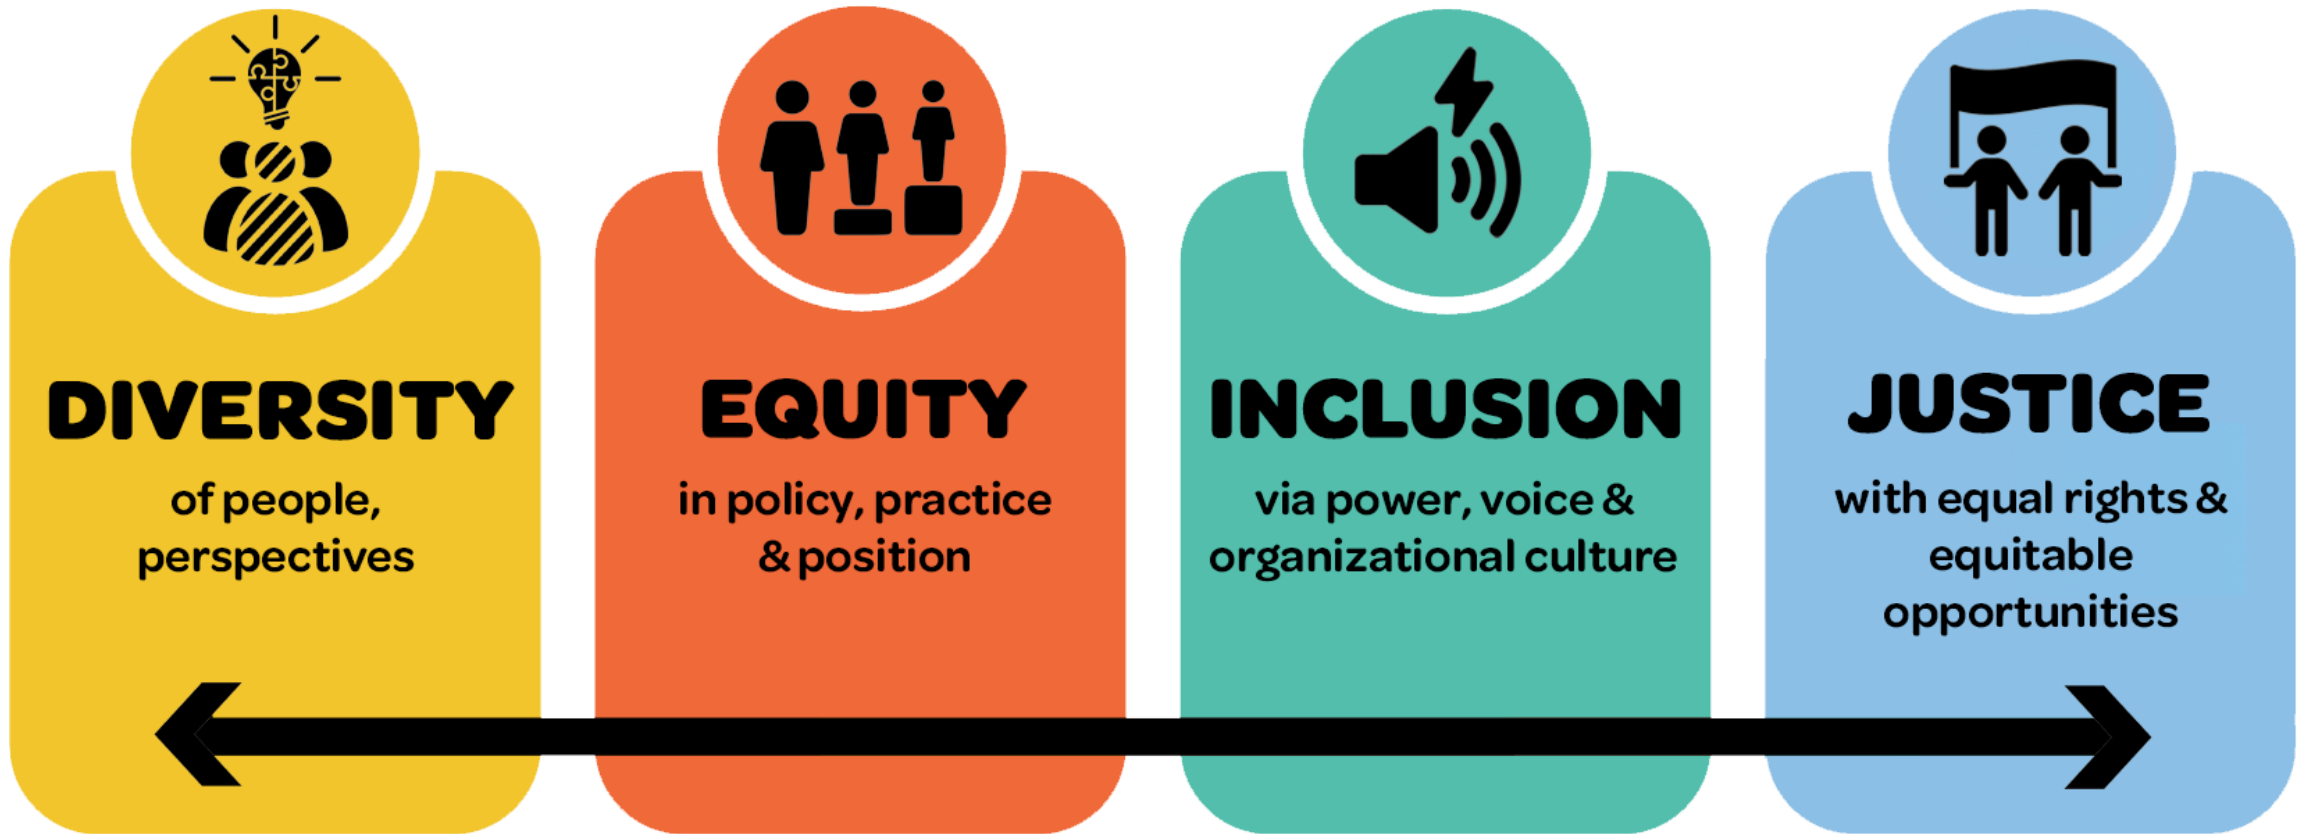 DIVERSITY
of people,
perspectives
EQUITY
in policy, practice
& position
INCLUSION
via power, voice &
organizational culture
JUSTICE
with equal rights &
equitable
opportunities